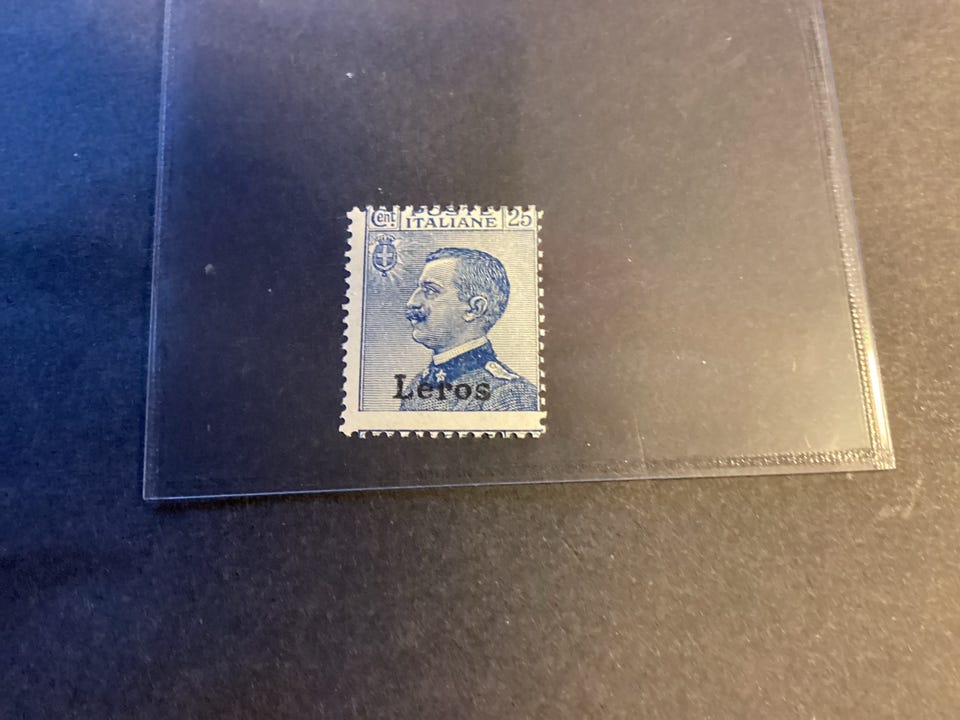 Cent. POSTE 25
ITALIANE
Leros